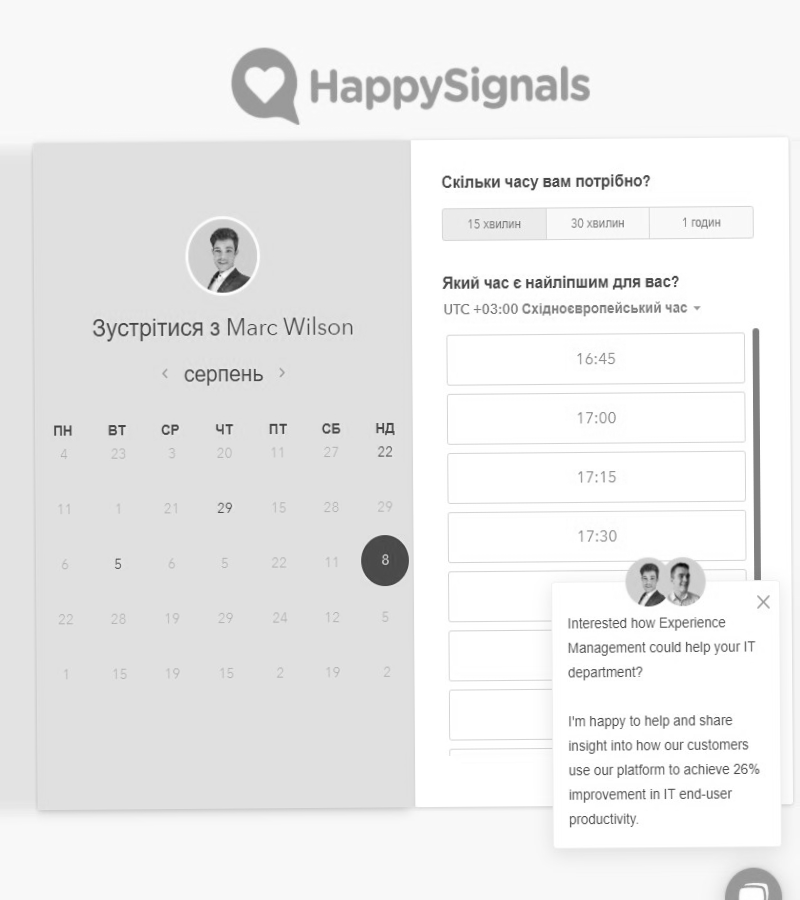 HappySignals
Зустрітися з Marc Wilson
серпень
ПН ВТ СР ЧТ ПТ СБ НД
4 23 3 20 11 27 22
11 1 21 29 15 28 29
6 5 6 5 22 11 8
22 28 19 29 24 12 5
1 15 19 15 2 19 2
Скільки часу вам потрібно?
15 хвилин 30 хвилин 1 годин
Який час є найліпшим для вас?
UTC +03:00 Східноєвропейський час
16:45
17:00
17:15
17:30
Interested how Experience
Management could help your IT
department?
I'm happy to help and share
insight into how our customers
use our platform to achieve 26%
improvement in IT end-user
productivity.